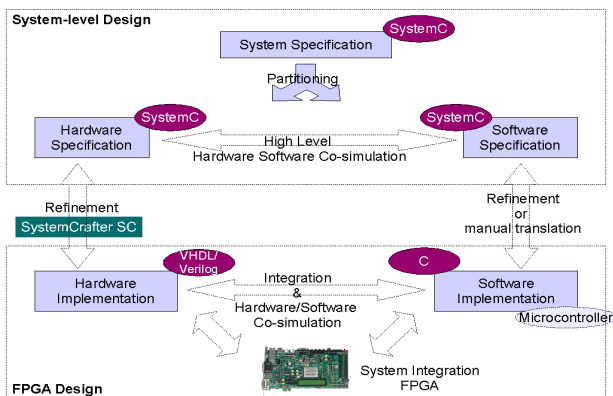 System-level Design
SystemC
System Specification
Partitioning
SystemC
Hardware
Specification
High Level
Hardware Software Co-simulation
SystemC
Software
Specification
Refinement
SystemCrafter SC
Refinement
or
manual translation
VHDL/
Verilog
Hardware
Implementation
Integration
&
Hardware/Software
Co-simulation
C
Software
Implementation
Microcontroller
System Integration
FPGA
FPGA Design